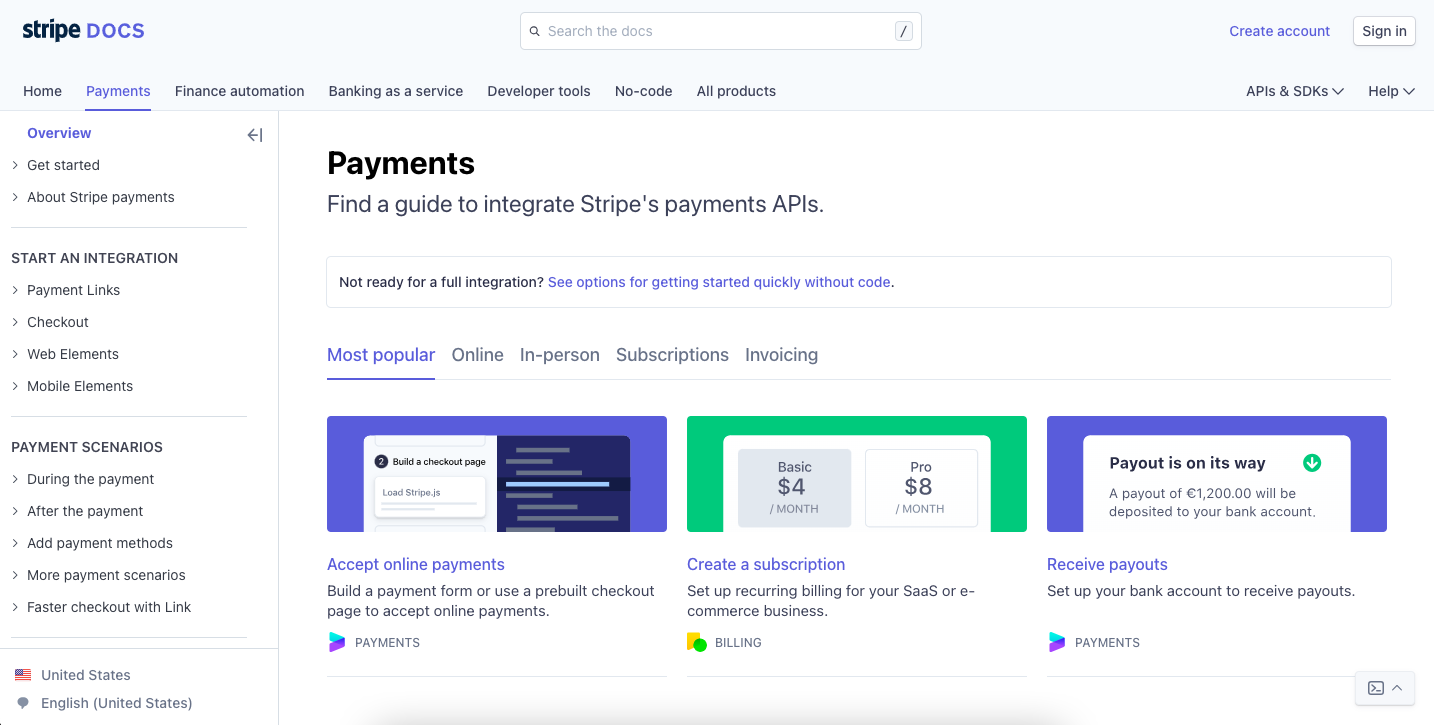 stripe DOCS
Search the docs
/
Create account
Sign in
Home
Payments
Finance automation
Banking as a service
Developer tools
No-code
All products
APIs & SDKs
Help
Overview
Get started
About Stripe payments
START AN INTEGRATION
Payment Links
Checkout
Web Elements
Mobile Elements
PAYMENT SCENARIOS
During the payment
After the payment
Add payment methods
More payment scenarios
Faster checkout with Link
United States
English (United States)
Payments
Find a guide to integrate Stripe's payments APIs.
Not ready for a full integration? See options for getting started quickly without code.
Most popular
Online
In-person
Subscriptions
Invoicing
2 Build a checkout page
Load Stripe.js
Accept online payments
Build a payment form or use a prebuilt checkout
page to accept online payments.
PAYMENTS
Basic
$4
/ MONTH
Pro
$8
/ MONTH
Create a subscription
Set up recurring billing for your SaaS or e-
commerce business.
BILLING
Payout is on its way
A payout of €1,200.00 will be
deposited to your bank account.
Receive payouts
Set up your bank account to receive payouts.
PAYMENTS